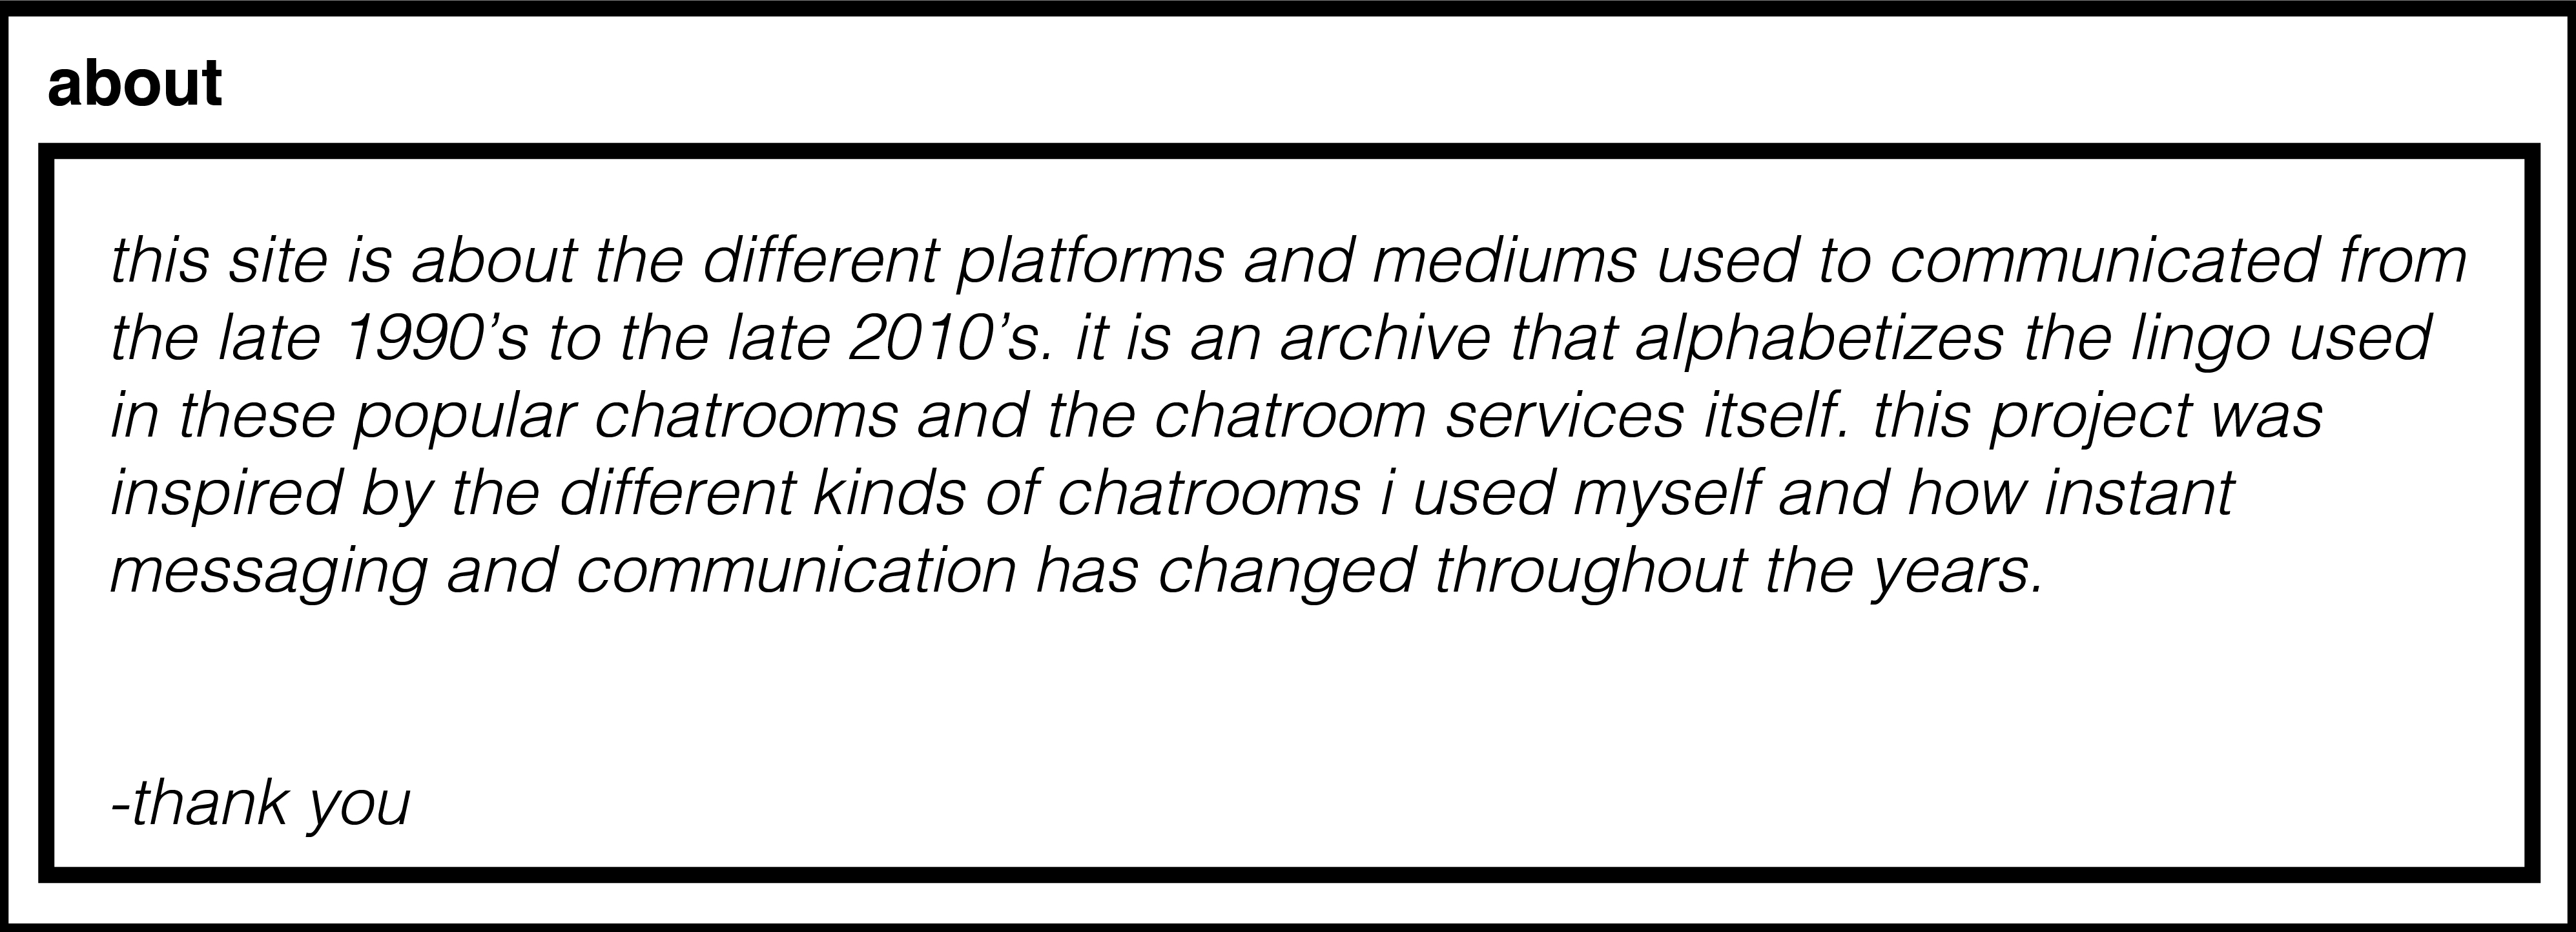 about
this site is about the different platforms and mediums used to communicated from
the late 1990’s to the late 2010’s. it is an archive that alphabetizes the lingo used
in these popular chatrooms and the chatroom services itself. this project was
inspired by the different kinds of chatrooms i used myself and how instant
messaging and communication has changed throughout the years.
-thank you